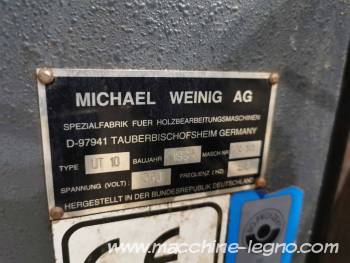 MICHAEL WEINIG AG
SPEZIALFABRIK FUER HOLZBEARBEITUNGSMASCHINEN
D-97941 TAUBERBISCHOFSHEIM GERMANY
TYPE UT 10 BAUJAHR MASCH.NR
SPANNUNG (VOLT) FREQUENZ (HZ)
HERGESTELLT IN DER BUNDESREPUBLIK DEUTSCHLAND
www.macchine-legno.com